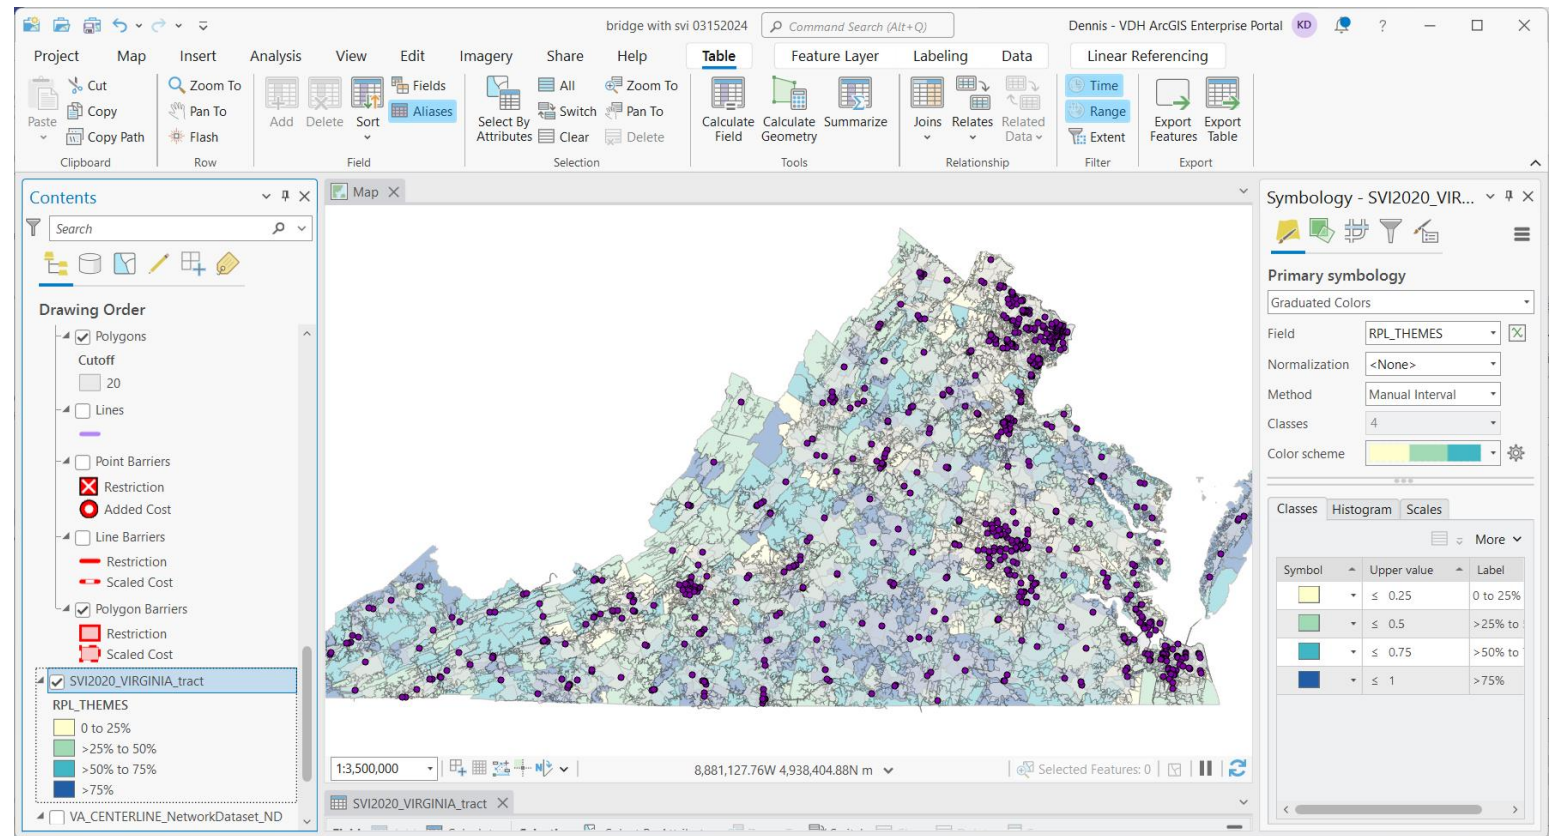 bridge with svi 03152024
Command Search (Alt+Q)
Dennis - VDH ArcGIS Enterprise Portal
KD
?
Project Map Insert Analysis View Edit Imagery Share Help Table Feature Layer Labeling Data Linear Referencing
Paste
Cut
Copy
Copy Path
Clipboard
Zoom To
Pan To
Flash
Row
Add
Delete
Sort
Fields
Aliases
Field
Select By
Attributes
All
Switch
Clear
Zoom To
Pan To
Delete
Selection
Calculate
Field
Calculate
Geometry
Summarize
Tools
Joins
Relates
Related
Data
Relationship
Time
Range
Extent
Filter
Export
Features
Export
Table
Export
Contents
Search
Drawing Order
Polygons
Cutoff
20
Lines
Point Barriers
Restriction
Added Cost
Line Barriers
Restriction
Scaled Cost
Polygon Barriers
Restriction
Scaled Cost
SVI2020_VIRGINIA_tract
RPL_THEMES
0 to 25%
>25% to 50%
>50% to 75%
>75%
VA_CENTERLINE_NetworkDataset_ND
Map
1:3,500,000
8,881,127.76W 4,938,404.88N m
Selected Features: 0
SVI2020_VIRGINIA_tract
Symbology - SVI2020_VIR...
Primary symbology
Graduated Colors
Field RPL_THEMES
Normalization <None>
Method Manual Interval
Classes 4
Color scheme
Classes Histogram Scales
More
Symbol Upper value Label
≤ 0.25 0 to 25%
≤ 0.5 >25% to
≤ 0.75 >50% to
≤ 1 >75%